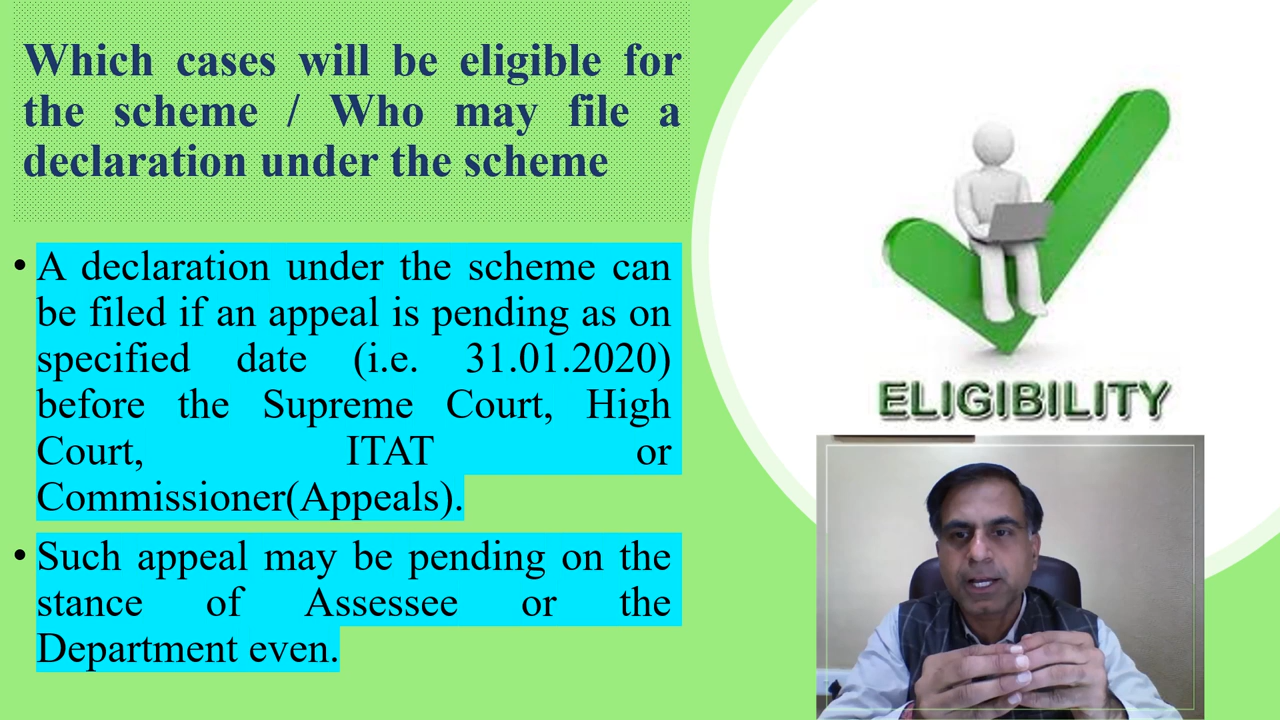 Which cases will be eligible for
the scheme / Who may file a
declaration under the scheme
• A declaration under the scheme can
be filed if an appeal is pending as on
specified date (i.e. 31.01.2020)
before the Supreme Court, High
Court, ITAT or
Commissioner(Appeals).
• Such appeal may be pending on the
stance of Assessee or the
Department even.
ELIGIBILITY